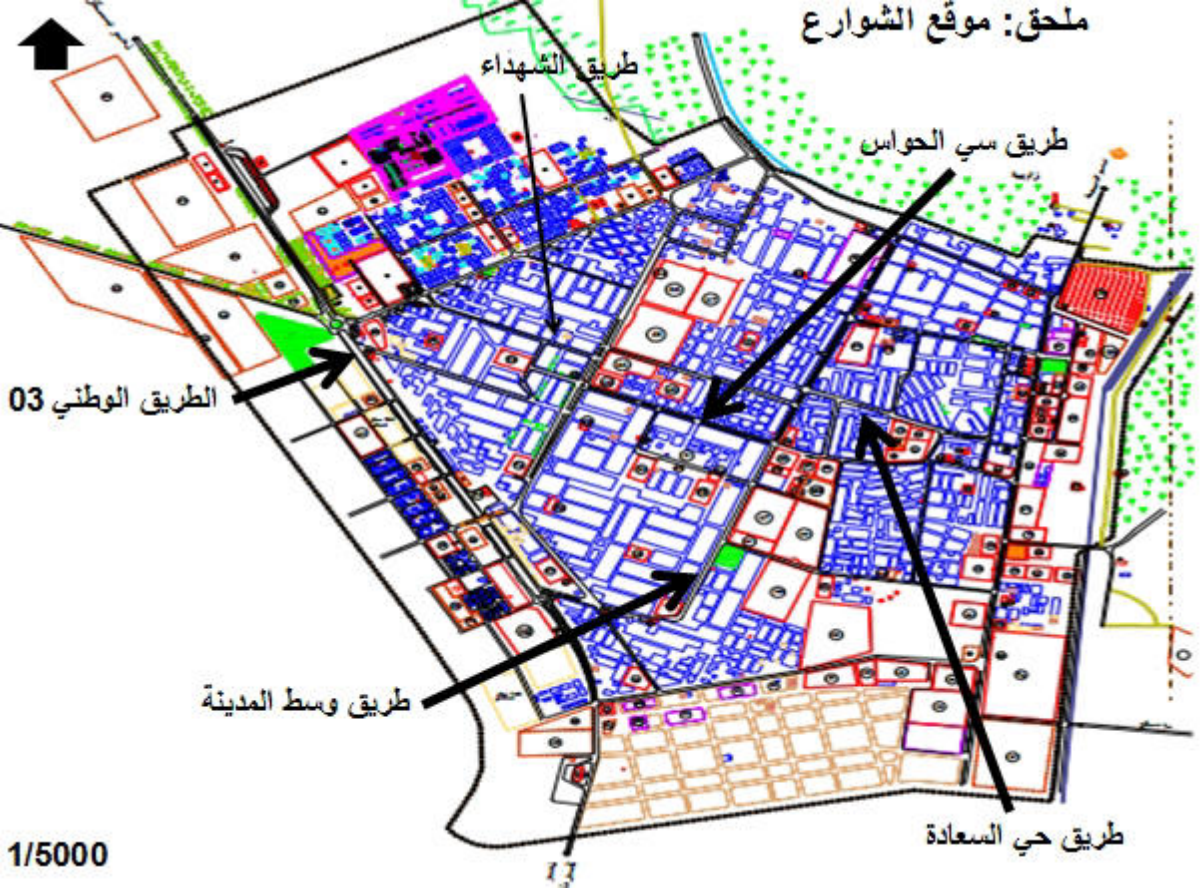 ملحق: موقع الشوارع
طريق الشهداء
طريق سي الحواس
الطريق الوطني 03
طريق وسط المدينة
طريق حي السعادة
1/5000